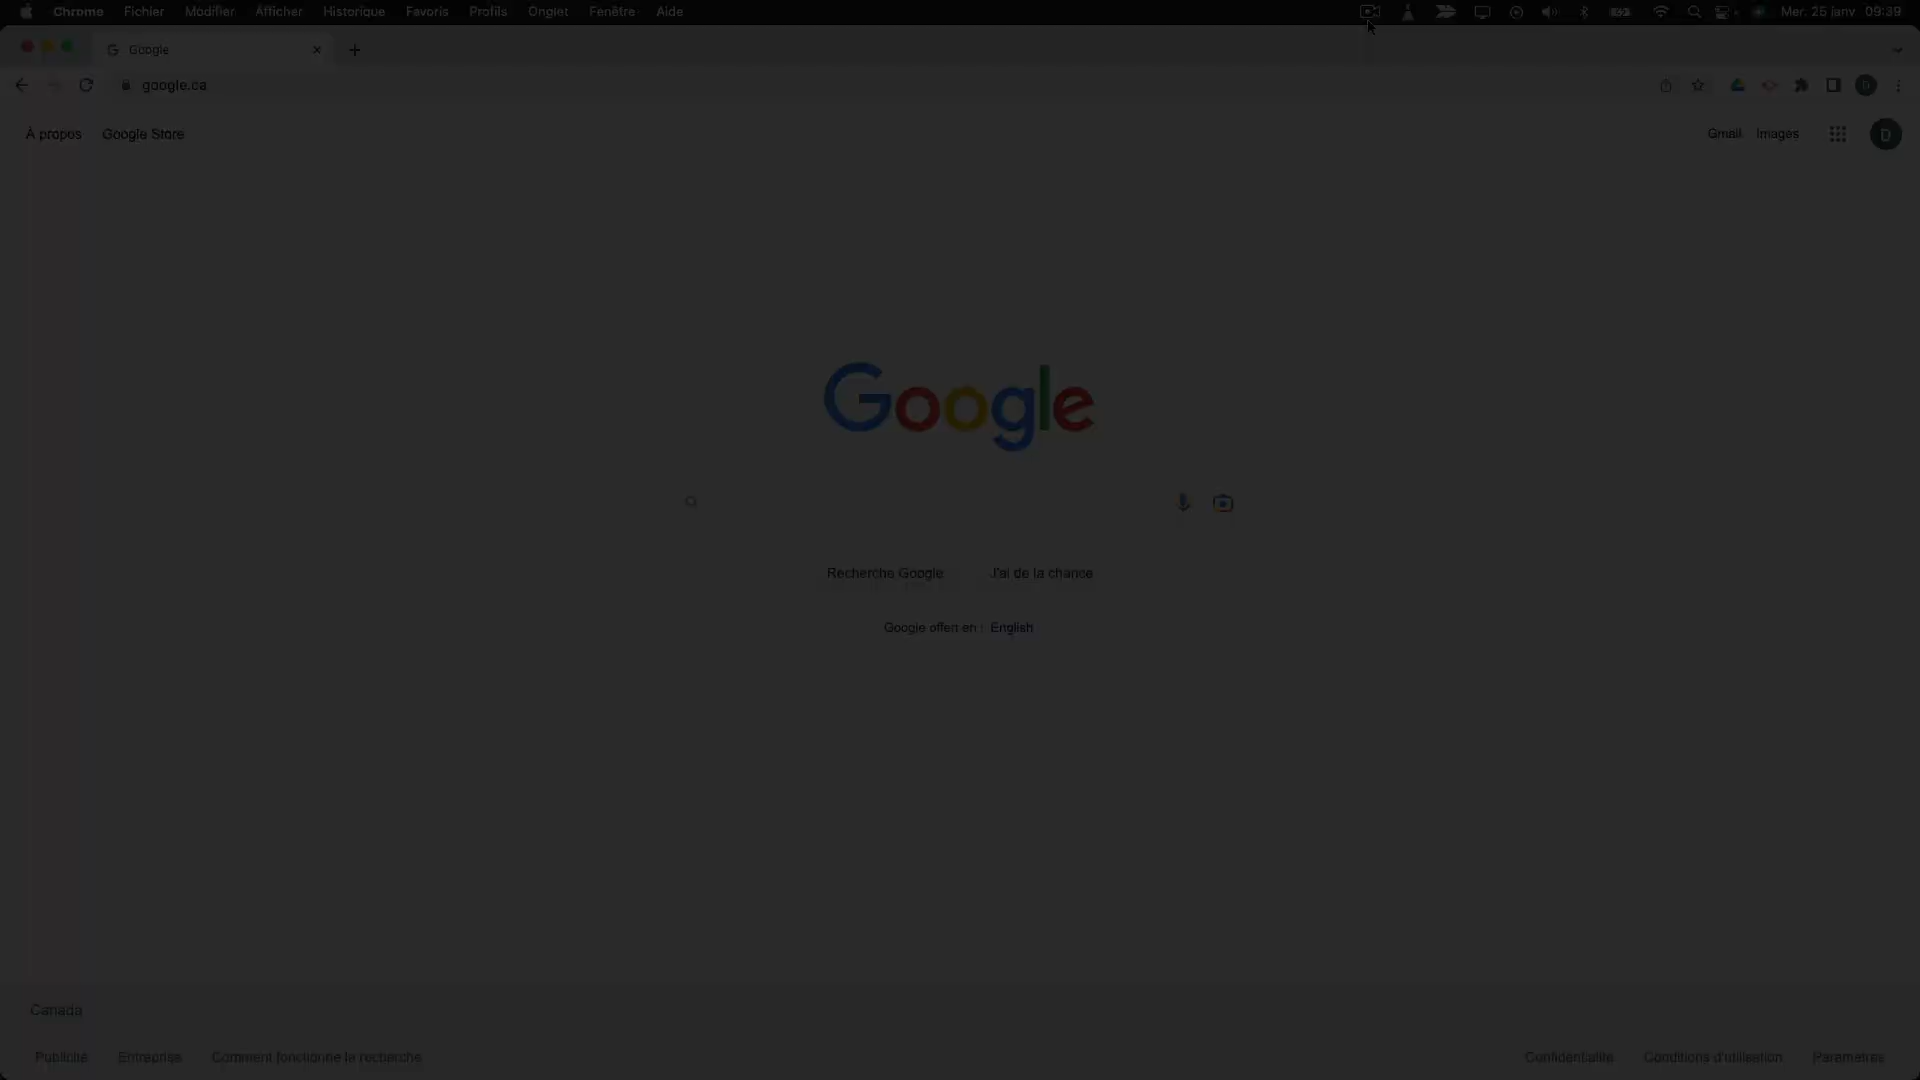 Chrome Fichier Modifier Afficher Historique Favoris Profils Onglet Fenêtre Aide Mer. 25 janv 09:39
Google
google.ca
À propos Google Store Gmail Images D
Google
Recherche Google J'ai de la chance
Google offert en : English
Canada
Publicité Entreprise Comment fonctionne la recherche Confidentialité Conditions d'utilisation Paramètres